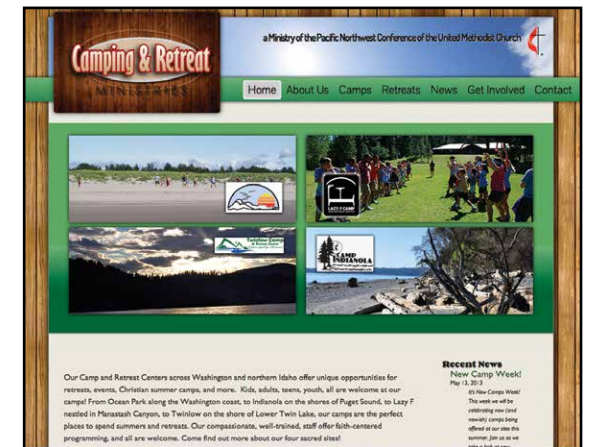 Camping & Retreat
MINISTRIES
a Ministry of the Pacific Northwest Conference of the United Methodist Church
Home About Us Camps Retreats News Get Involved Contact
LAZY F CAMP
Twinlow Camp
CAMP
INDIANOLA
Our Camp and Retreat Centers across Washington and northern Idaho offer unique opportunities for
retreats, events, Christian summer camps, and more. Kids, adults, teens, youth, all are welcome at our
camps! From Ocean Park along the Washington coast, to Indianola on the shores of Puget Sound, to Lazy F
nestled in Manastash Canyon, to Twinlow on the shore of Lower Twin Lake, our camps are the perfect
places to spend summers and retreats. Our compassionate, well-trained, staff offer faith-centered
programming, and all are welcome. Come find out more about our four sacred sites!
Recent News
New Camp Week!
May 13, 2013
It's New Camps Week!
This week we will be
celebrating new (and
newish) camps being
offered at our sites this
summer. Join us as we